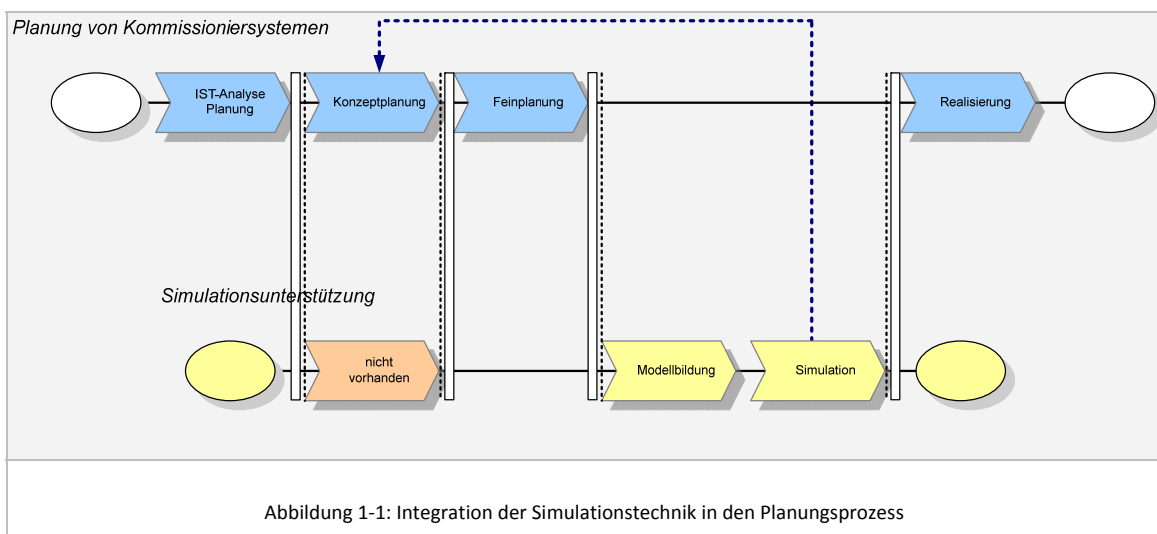 Planung von Kommissioniersystemen
IST-Analyse
Planung
Konzeptplanung
Feinplanung
Realisierung
Simulationsunterstützung
nicht
vorhanden
Modellbildung
Simulation
Abbildung 1-1: Integration der Simulationstechnik in den Planungsprozess